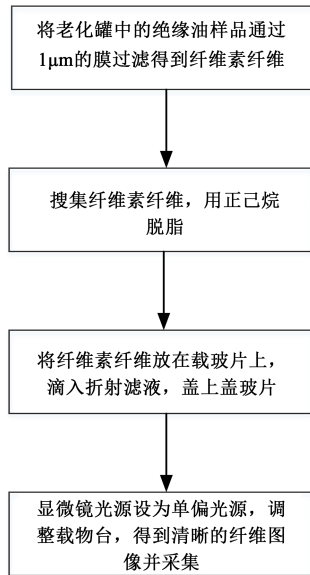 将老化罐中的绝缘油样品通过
1μm的膜过滤得到纤维素纤维
搜集纤维素纤维，用正己烷
脱脂
将纤维素纤维放在载玻片上，
滴入折射滤液，盖上盖玻片
显微镜光源设为单偏光源，调
整载物台，得到清晰的纤维图
像并采集